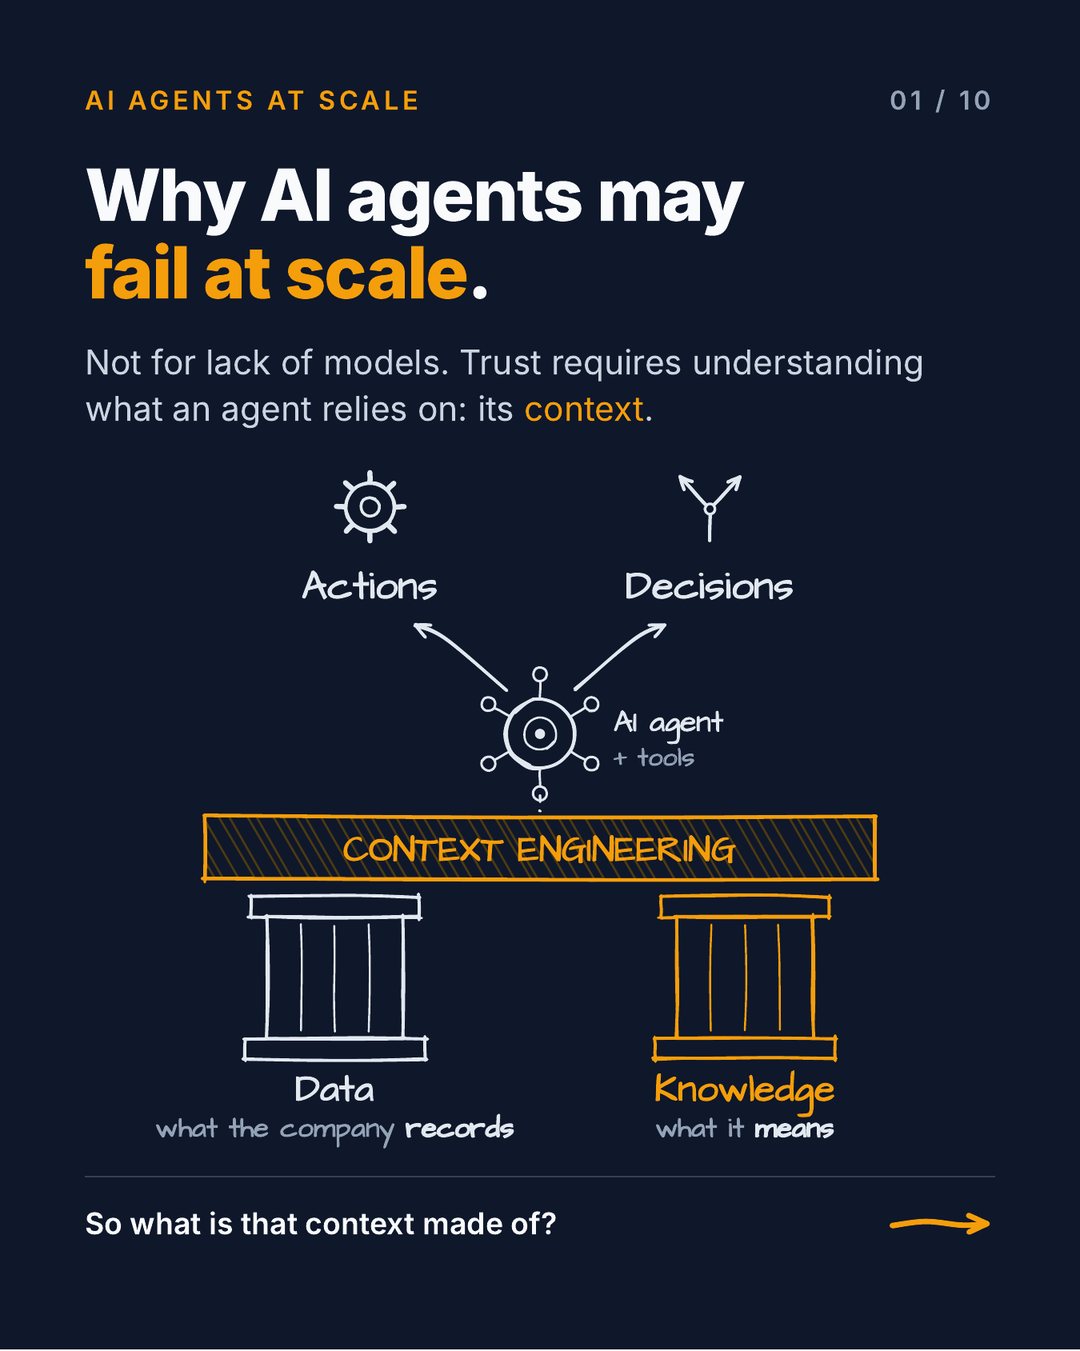 AI AGENTS AT SCALE
01 / 10
Why AI agents may
fail at scale.
Not for lack of models. Trust requires understanding
what an agent relies on: its context.
Actions
Decisions
AI agent
+ tools
CONTEXT ENGINEERING
Data
what the company records
Knowledge
what it means
So what is that context made of?